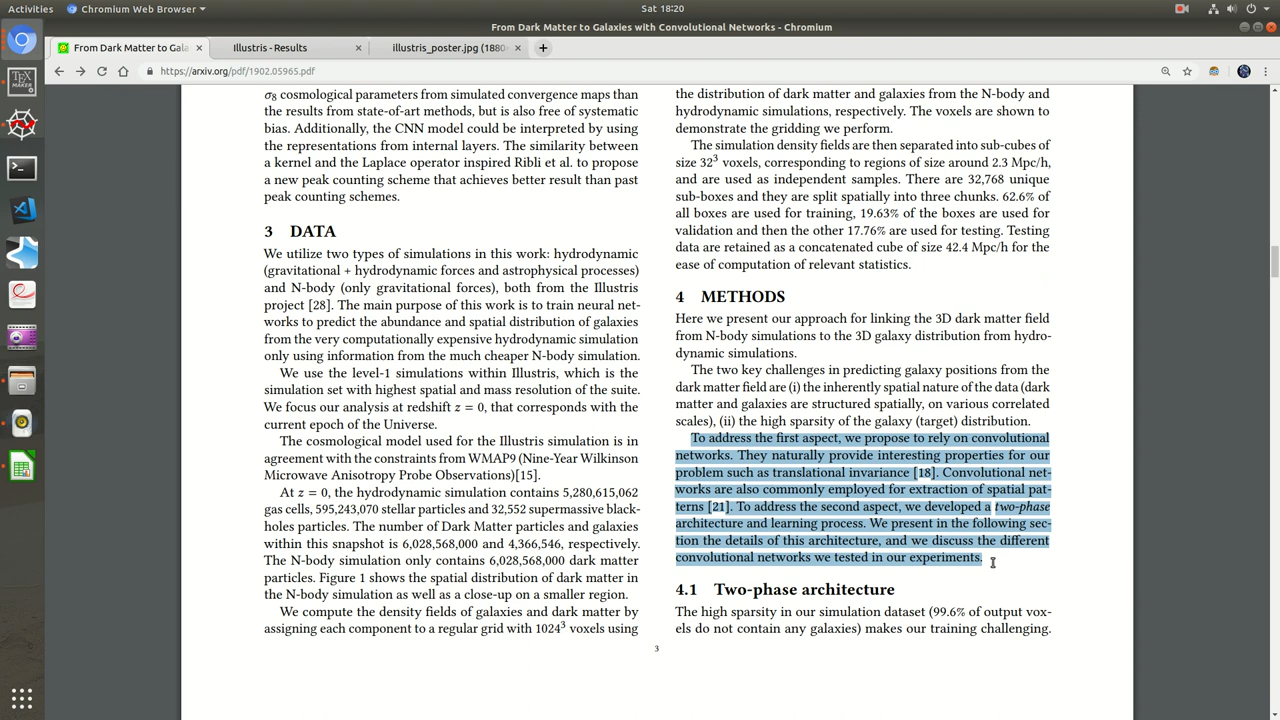 Activities
Chromium Web Browser
Sat 18:20
From Dark Matter to Galaxies with Convolutional Networks - Chromium
From Dark Matter to Gala
Illustris - Results
illustris_poster.jpg (1880
https://arxiv.org/pdf/1902.05965.pdf
σ8 cosmological parameters from simulated convergence maps than
the results from state-of-art methods, but is also free of systematic
bias. Additionally, the CNN model could be interpreted by using
the representations from internal layers. The similarity between
a kernel and the Laplace operator inspired Ribli et al. to propose
a new peak counting scheme that achieves better result than past
peak counting schemes.
3 DATA
We utilize two types of simulations in this work: hydrodynamic
(gravitational + hydrodynamic forces and astrophysical processes)
and N-body (only gravitational forces), both from the Illustris
project [28]. The main purpose of this work is to train neural net-
works to predict the abundance and spatial distribution of galaxies
from the very computationally expensive hydrodynamic simulation
only using information from the much cheaper N-body simulation.
We use the level-1 simulations within Illustris, which is the
simulation set with highest spatial and mass resolution of the suite.
We focus our analysis at redshift z = 0, that corresponds with the
current epoch of the Universe.
The cosmological model used for the Illustris simulation is in
agreement with the constraints from WMAP9 (Nine-Year Wilkinson
Microwave Anisotropy Probe Observations)[15].
At z = 0, the hydrodynamic simulation contains 5,280,615,062
gas cells, 595,243,070 stellar particles and 32,552 supermassive black-
holes particles. The number of Dark Matter particles and galaxies
within this snapshot is 6,028,568,000 and 4,366,546, respectively.
The N-body simulation only contains 6,028,568,000 dark matter
particles. Figure 1 shows the spatial distribution of dark matter in
the N-body simulation as well as a close-up on a smaller region.
We compute the density fields of galaxies and dark matter by
assigning each component to a regular grid with 1024³ voxels using
the distribution of dark matter and galaxies from the N-body and
hydrodynamic simulations, respectively. The voxels are shown to
demonstrate the gridding we perform.
The simulation density fields are then separated into sub-cubes of
size 32³ voxels, corresponding to regions of size around 2.3 Mpc/h,
and are used as independent samples. There are 32,768 unique
sub-boxes and they are split spatially into three chunks. 62.6% of
all boxes are used for training, 19.63% of the boxes are used for
validation and then the other 17.76% are used for testing. Testing
data are retained as a concatenated cube of size 42.4 Mpc/h for the
ease of computation of relevant statistics.
4 METHODS
Here we present our approach for linking the 3D dark matter field
from N-body simulations to the 3D galaxy distribution from hydro-
dynamic simulations.
The two key challenges in predicting galaxy positions from the
dark matter field are (i) the inherently spatial nature of the data (dark
matter and galaxies are structured spatially, on various correlated
scales), (ii) the high sparsity of the galaxy (target) distribution.
To address the first aspect, we propose to rely on convolutional
networks. They naturally provide interesting properties for our
problem such as translational invariance [18]. Convolutional net-
works are also commonly employed for extraction of spatial pat-
terns [21]. To address the second aspect, we developed a two-phase
architecture and learning process. We present in the following sec-
tion the details of this architecture, and we discuss the different
convolutional networks we tested in our experiments.
4.1 Two-phase architecture
The high sparsity in our simulation dataset (99.6% of output vox-
els do not contain any galaxies) makes our training challenging.
3